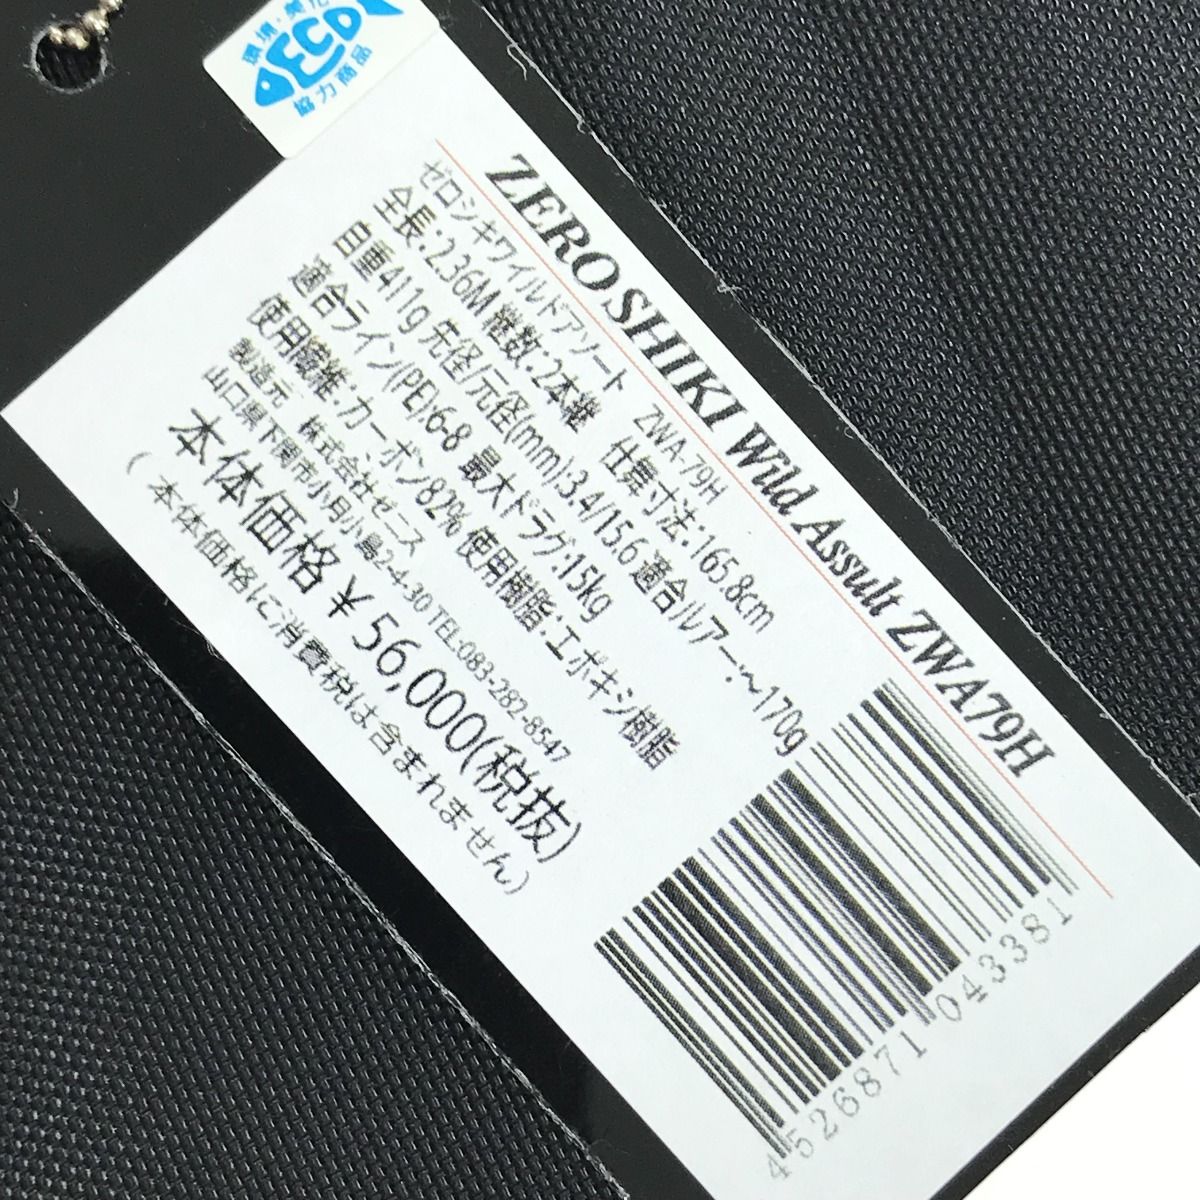 環境・美化
ECO
協力商品
ZERO SHIKI Wild Assult ZWA79H
ゼロシキワイルドアソート ZWA-79H
全長:2.36M 継数:2本継 仕舞寸法:165.8cm
自重411g 先径/元径(mm):3.4/15.6 適合ルアー:～170g
適合ライン(PE):6-8 最大ドラグ:15kg
使用繊維:カーボン82% 使用樹脂:エポキシ樹脂
製造元 株式会社ゼニス
山口県下関市小月小島2-4-30 TEL:083-282-8547
本体価格￥56,000(税抜)
(本体価格に消費税は含まれません)
4526871043381